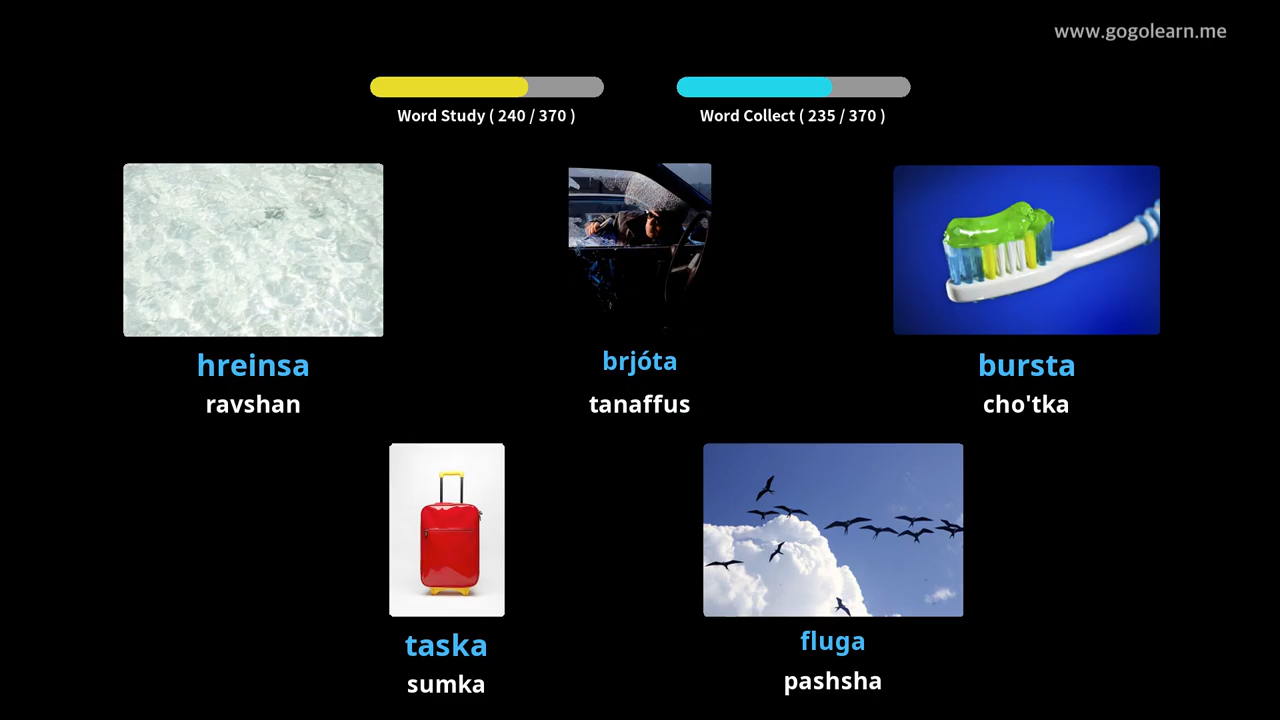 www.gogolearn.me
Word Study ( 240 / 370 )
Word Collect ( 235 / 370 )
hreinsa
ravshan
brjóta
tanaffus
bursta
cho'tka
taska
sumka
fluga
pashsha